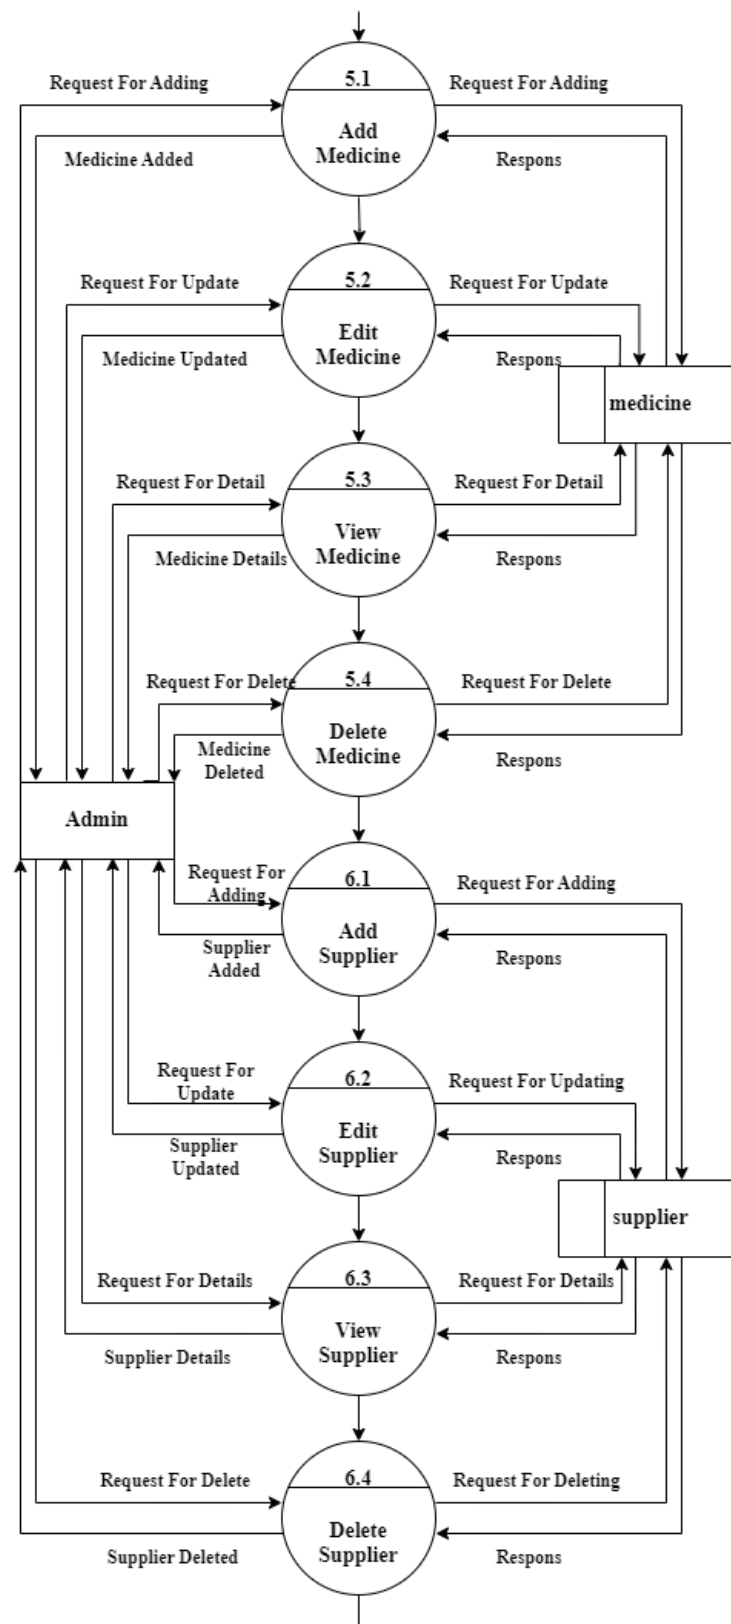 5.1
Request For Adding
Request For Adding
Add
Medicine
Medicine Added
Respons
5.2
Request For Update
Request For Update
Edit
Medicine
Medicine Updated
Respons
medicine
5.3
Request For Detail
Request For Detail
View
Medicine
Medicine Details
Respons
5.4
Request For Delete
Request For Delete
Delete
Medicine
Medicine
Deleted
Respons
Admin
6.1
Request For
Adding
Request For Adding
Add
Supplier
Supplier
Added
Respons
6.2
Request For
Update
Request For Updating
Edit
Supplier
Supplier
Updated
Respons
supplier
6.3
Request For Details
Request For Details
View
Supplier
Supplier Details
Respons
6.4
Request For Delete
Request For Deleting
Delete
Supplier
Supplier Deleted
Respons